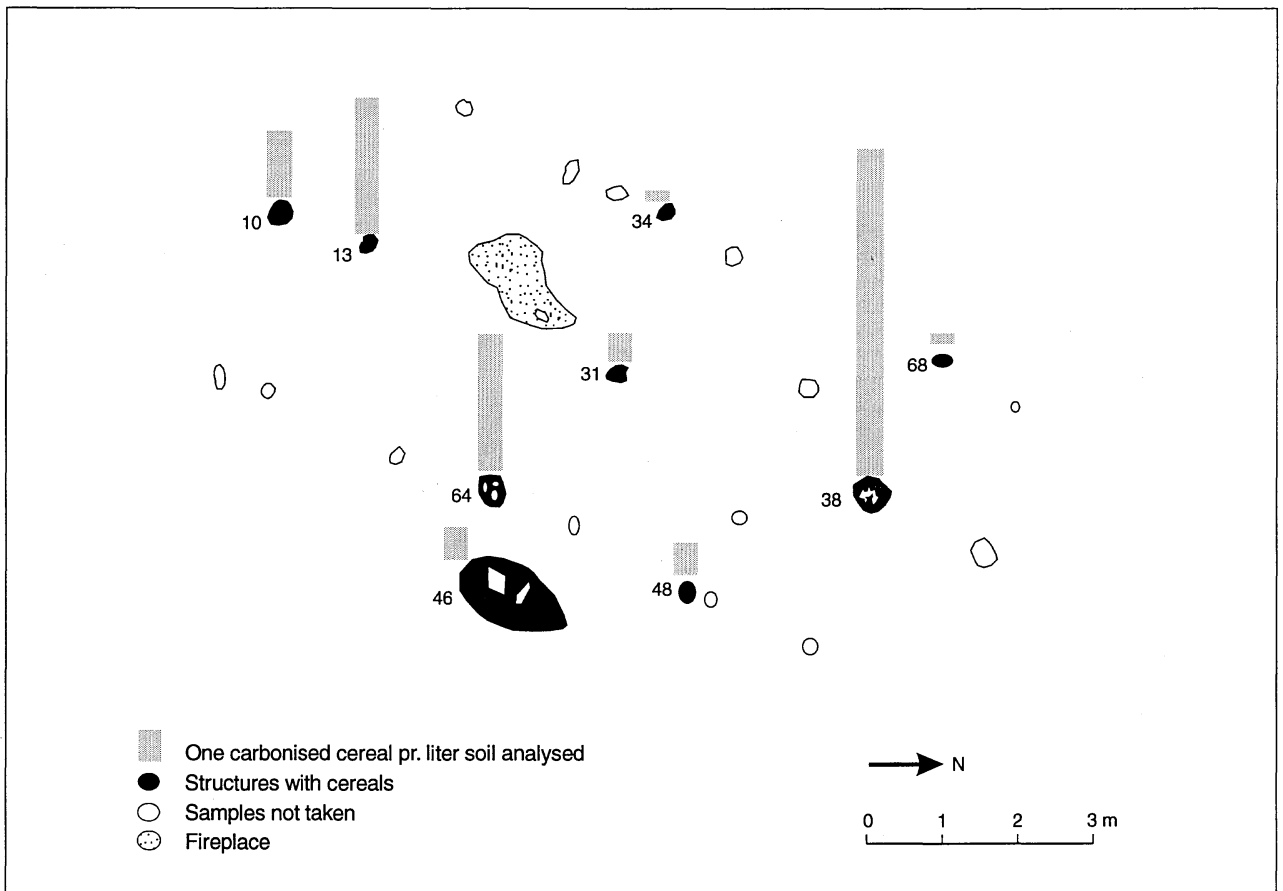 10
13
34
31
68
64
38
46
48
One carbonised cereal pr. liter soil analysed
Structures with cereals
Samples not taken
Fireplace
N
0 1 2 3 m